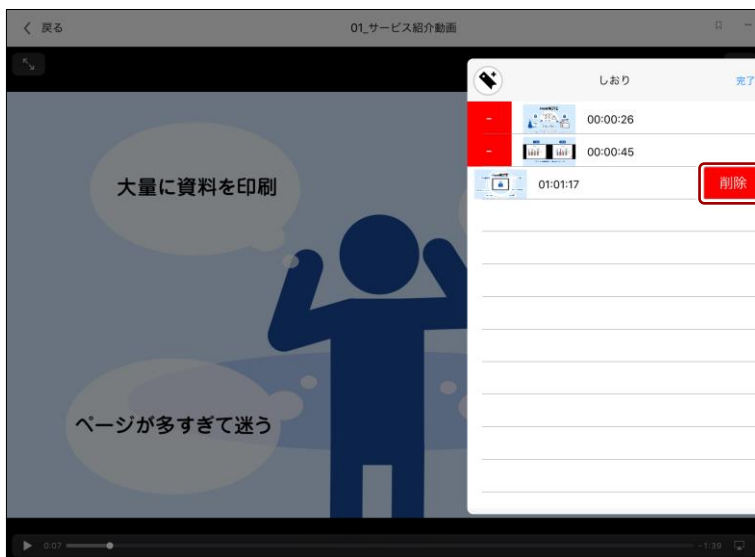 戻る
01_サービス紹介動画
しおり
完了
- 00:00:26
- 00:00:45
01:01:17
削除
大量に資料を印刷
ページが多すぎて迷う
0:07
-1:39